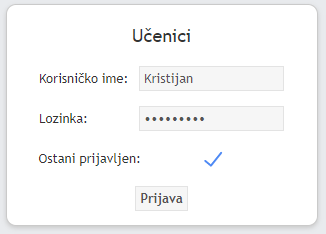 Učenici
Korisničko ime: Kristijan
Lozinka: •••••••••
Ostani prijavljen:
Prijava